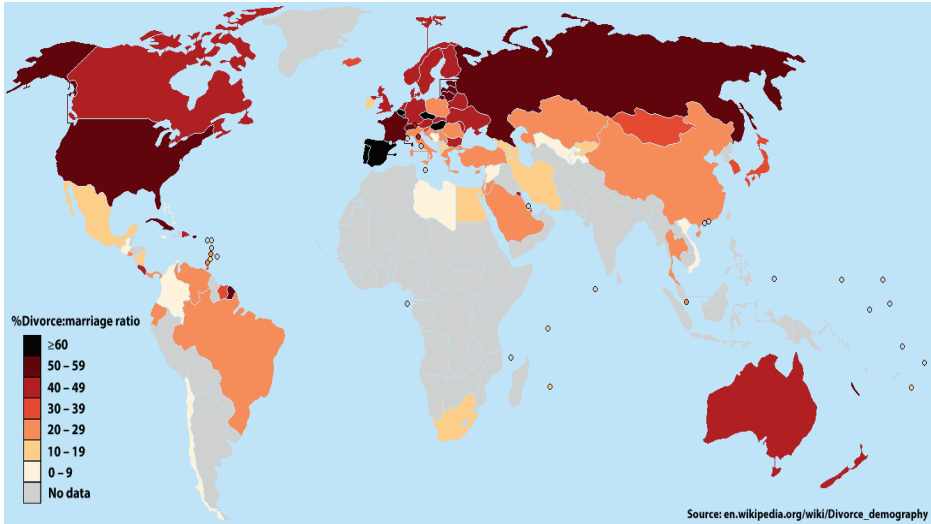 %Divorce:marriage ratio
≥60
50 – 59
40 – 49
30 – 39
20 – 29
10 – 19
0 – 9
No data
Source: en.wikipedia.org/wiki/Divorce_demography